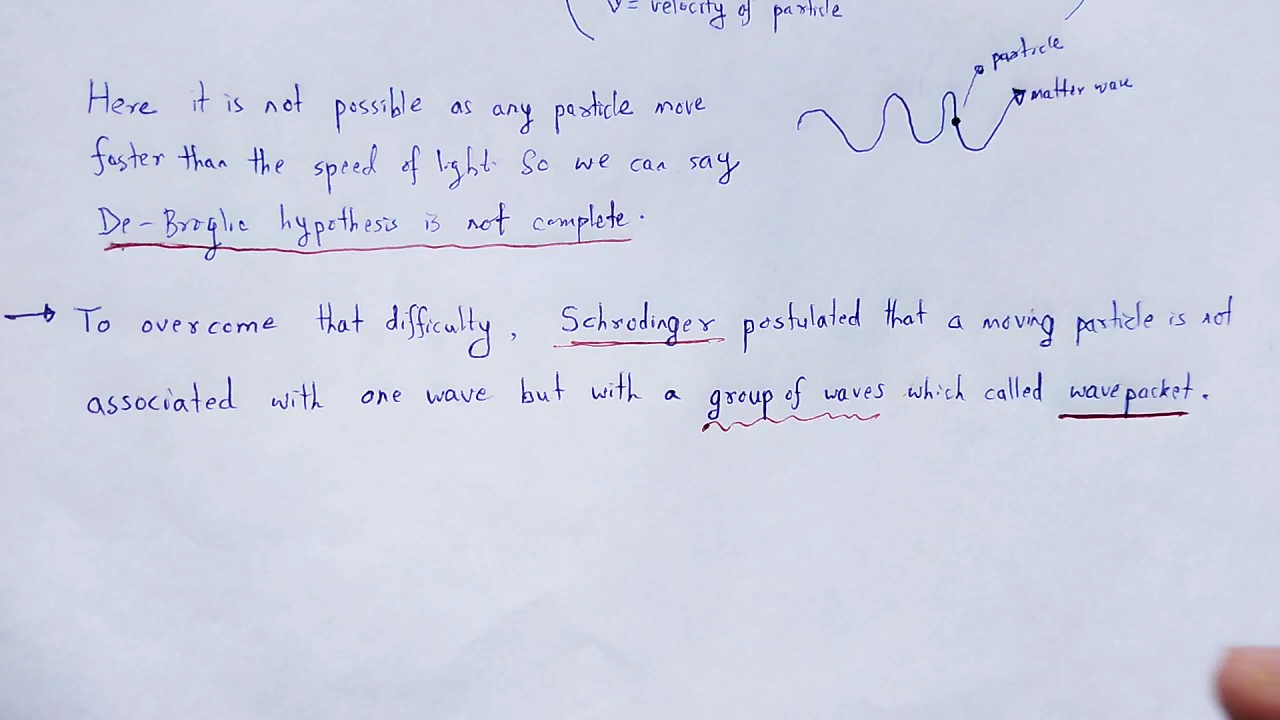 V = velocity of particle
particle
matter wave
Here it is not possible as any particle move
faster than the speed of light. So we can say
De-Broglie hypothesis is not complete.
→ To overcome that difficulty, Schrodinger postulated that a moving particle is not
associated with one wave but with a group of waves which called wavepacket.